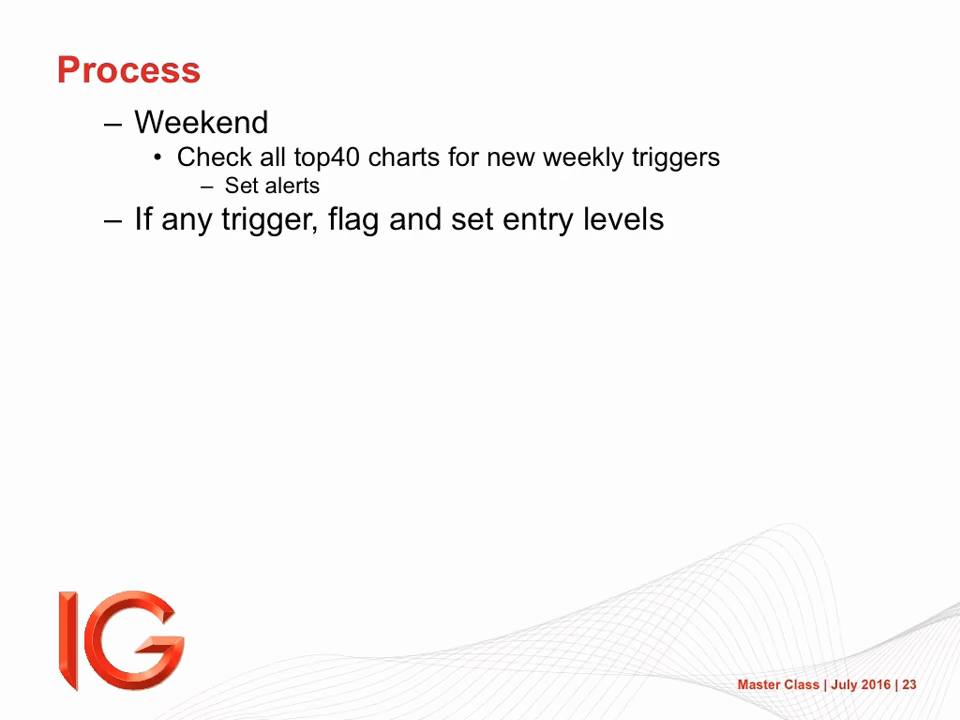 Process
– Weekend
• Check all top40 charts for new weekly triggers
– Set alerts
– If any trigger, flag and set entry levels
IG
Master Class | July 2016 | 23